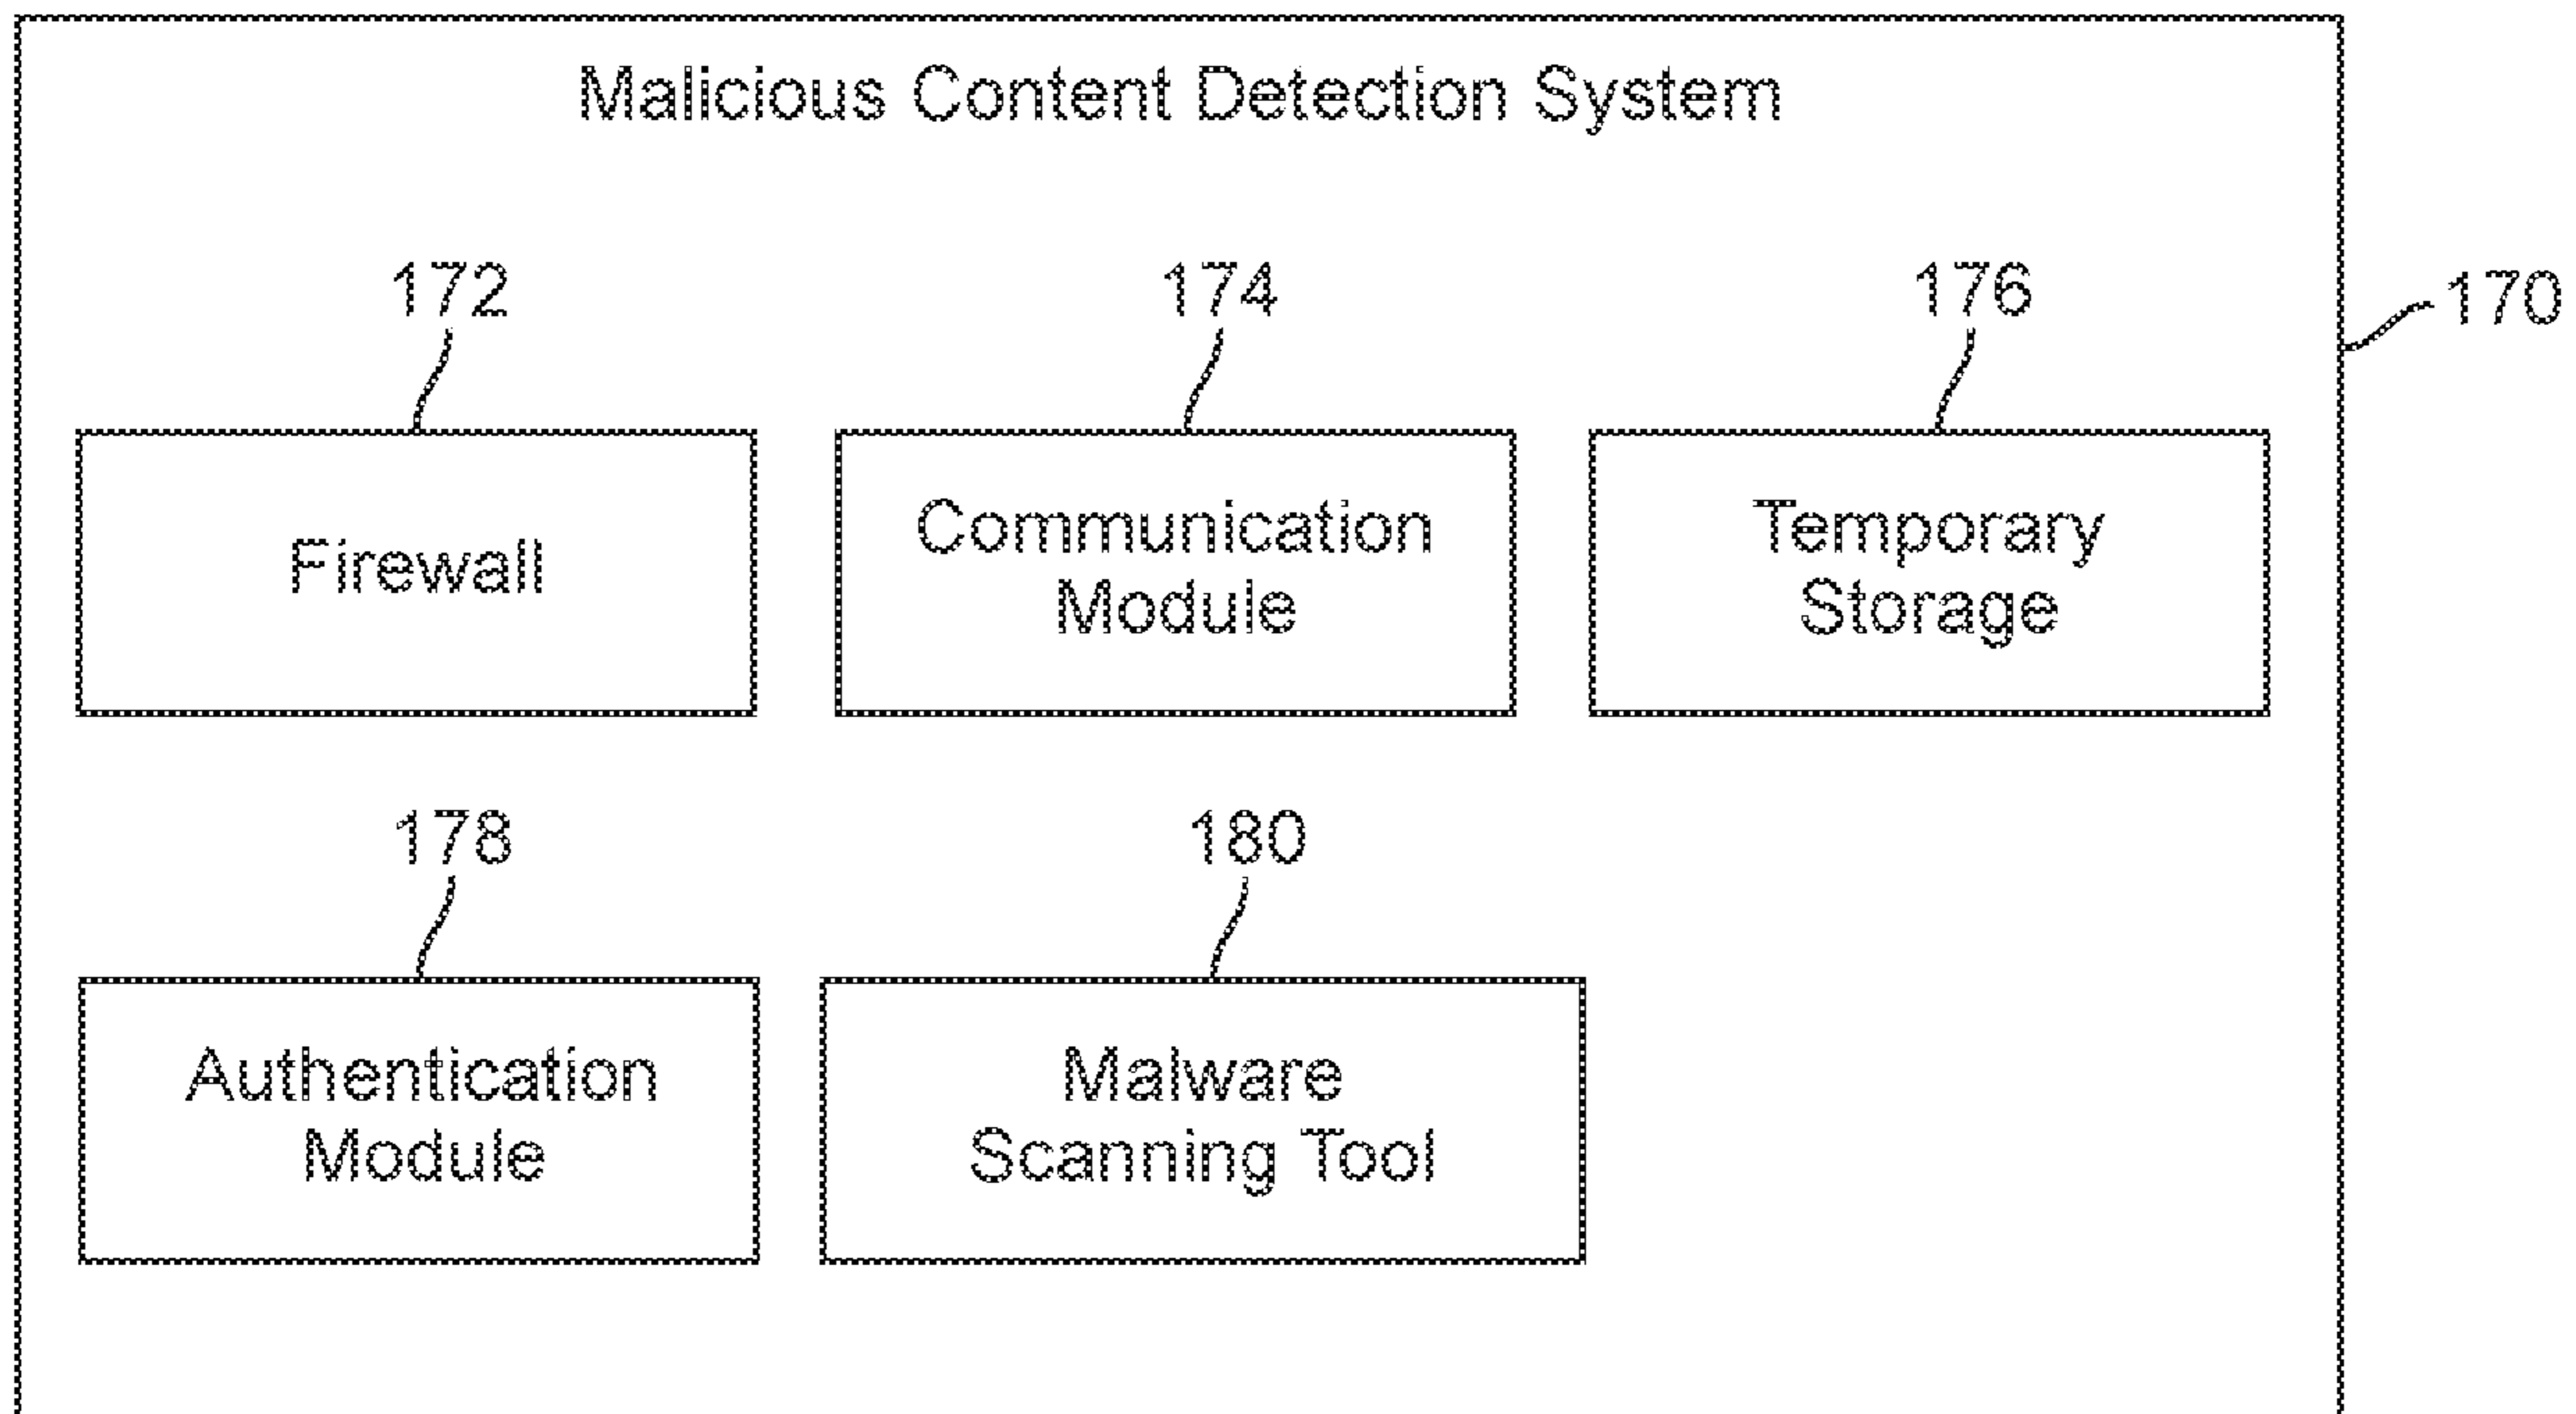 Malicious Content Detection System
172
174
176
170
Firewall
Communication
Module
Temporary
Storage
178
180
Authentication
Module
Malware
Scanning Tool